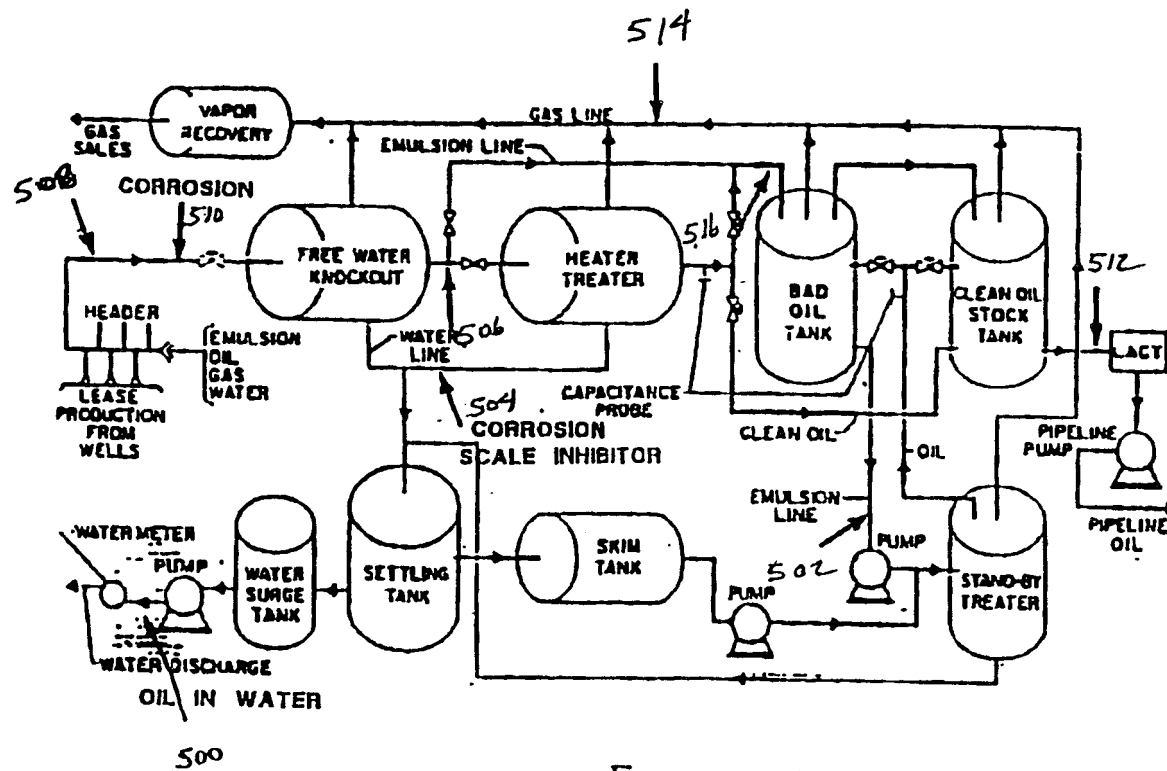 514
VAPOR
RECOVERY
GAS
SALES
GAS LINE
EMULSION LINE
508
CORROSION
510
FREE WATER
KNOCKOUT
HEATER
TREATER
516
BAD
OIL
TANK
CLEAN OIL
STOCK
TANK
512
LACT
HEADER
EMULSION
OIL
GAS
WATER
LEASE
PRODUCTION
FROM
WELLS
WATER
LINE
506
504
CORROSION
SCALE INHIBITOR
CAPACITANCE
PROBE
CLEAN OIL
OIL
PIPELINE
PUMP
PIPELINE
OIL
EMULSION
LINE
502
PUMP
STAND-BY
TREATER
WATER METER
PUMP
WATER
SURGE
TANK
SETTLING
TANK
SKIM
TANK
PUMP
WATER DISCHARGE
OIL IN WATER
500